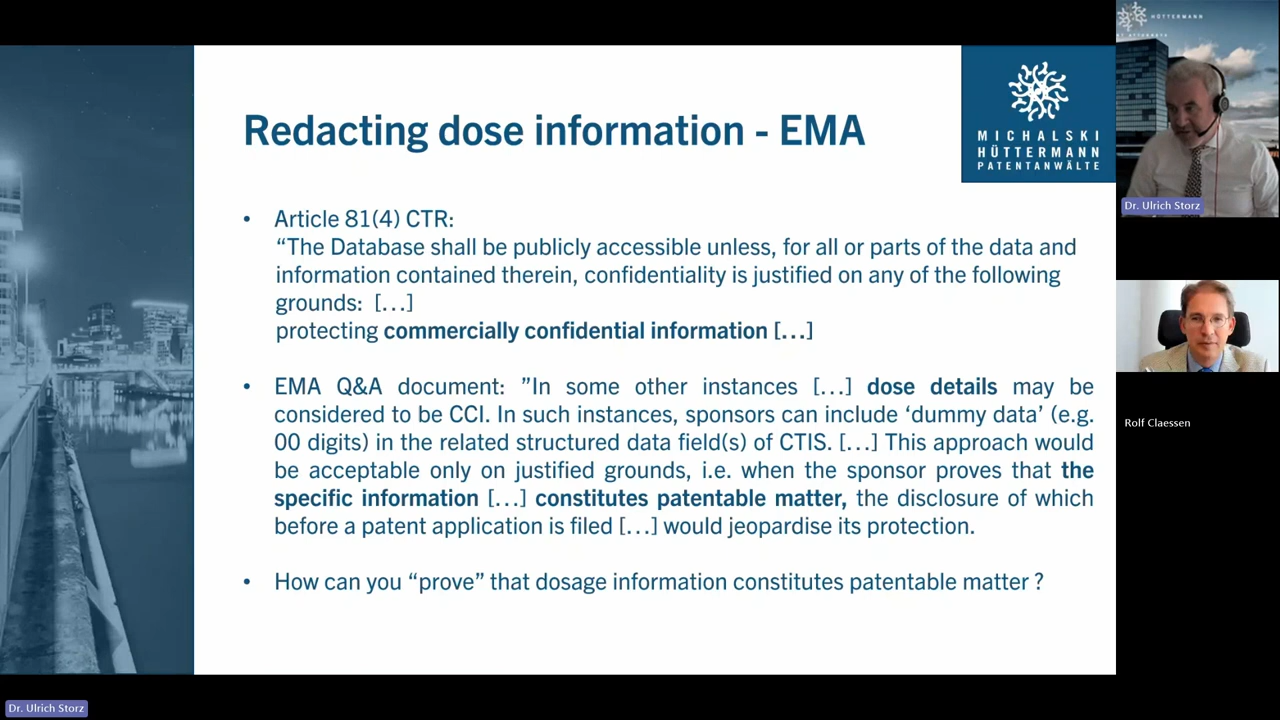 Redacting dose information - EMA
MICHALSKI
HÜTTERMANN
PATENTANWÄLTE
• Article 81(4) CTR:
“The Database shall be publicly accessible unless, for all or parts of the data and
information contained therein, confidentiality is justified on any of the following
grounds: […]
protecting commercially confidential information […]
• EMA Q&A document: ”In some other instances […] dose details may be
considered to be CCI. In such instances, sponsors can include ‘dummy data’ (e.g.
00 digits) in the related structured data field(s) of CTIS. […] This approach would
be acceptable only on justified grounds, i.e. when the sponsor proves that the
specific information […] constitutes patentable matter, the disclosure of which
before a patent application is filed […] would jeopardise its protection.
• How can you “prove” that dosage information constitutes patentable matter ?
HÜTTERMANN
Dr. Ulrich Storz
Rolf Claessen
Dr. Ulrich Storz